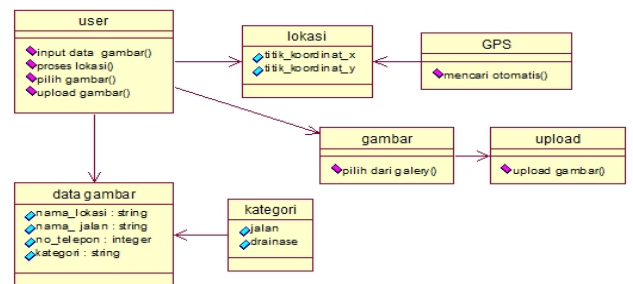 user
input data gambar()
proses lokasi()
pilih gambar()
upload gambar()
lokasi
titik_koordinat_x
titik_koordinat_y
GPS
mencari otomatis()
gambar
pilih dari galery()
upload
upload gambar()
data gambar
nama_lokasi : string
nama_ jalan : string
no_telepon : integer
kategori : string
kategori
jalan
drainase